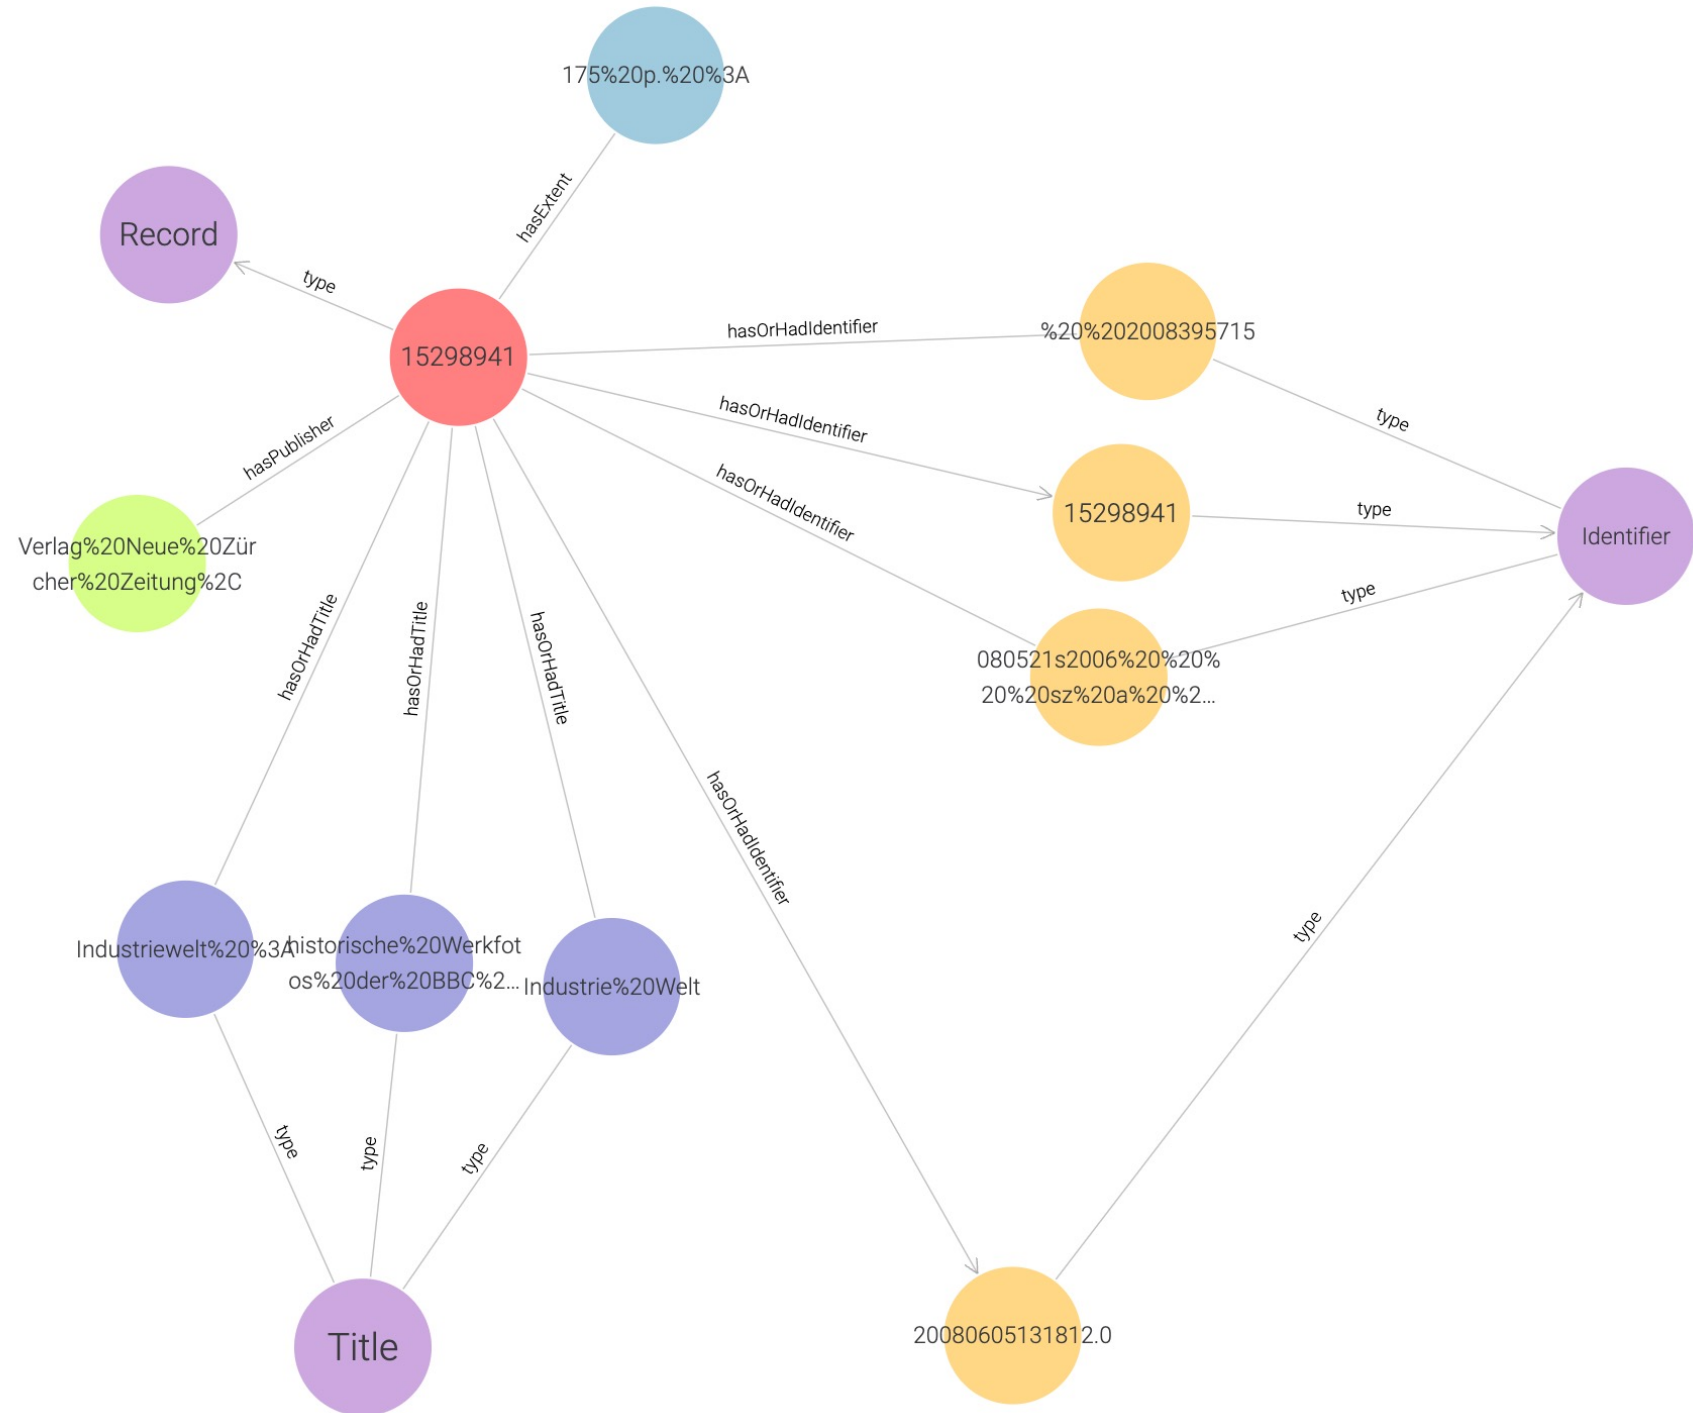 175%20p.%20%3A
hasExtent
Record
type
15298941
hasOrHadIdentifier
%20%202008395715
hasOrHadIdentifier
type
hasPublisher
hasOrHadIdentifier
15298941
type
Identifier
Verlag%20Neue%20Zür
cher%20Zeitung%2C
type
hasOrHadTitle
hasOrHadTitle
hasOrHadTitle
080521s2006%20%20%
20%20sz%20a%20%2...
hasOrHadIdentifier
type
Industriewelt%20%3A
historische%20Werkfot
os%20der%20BBC%2...
Industrie%20Welt
type
type
type
Title
20080605131812.0